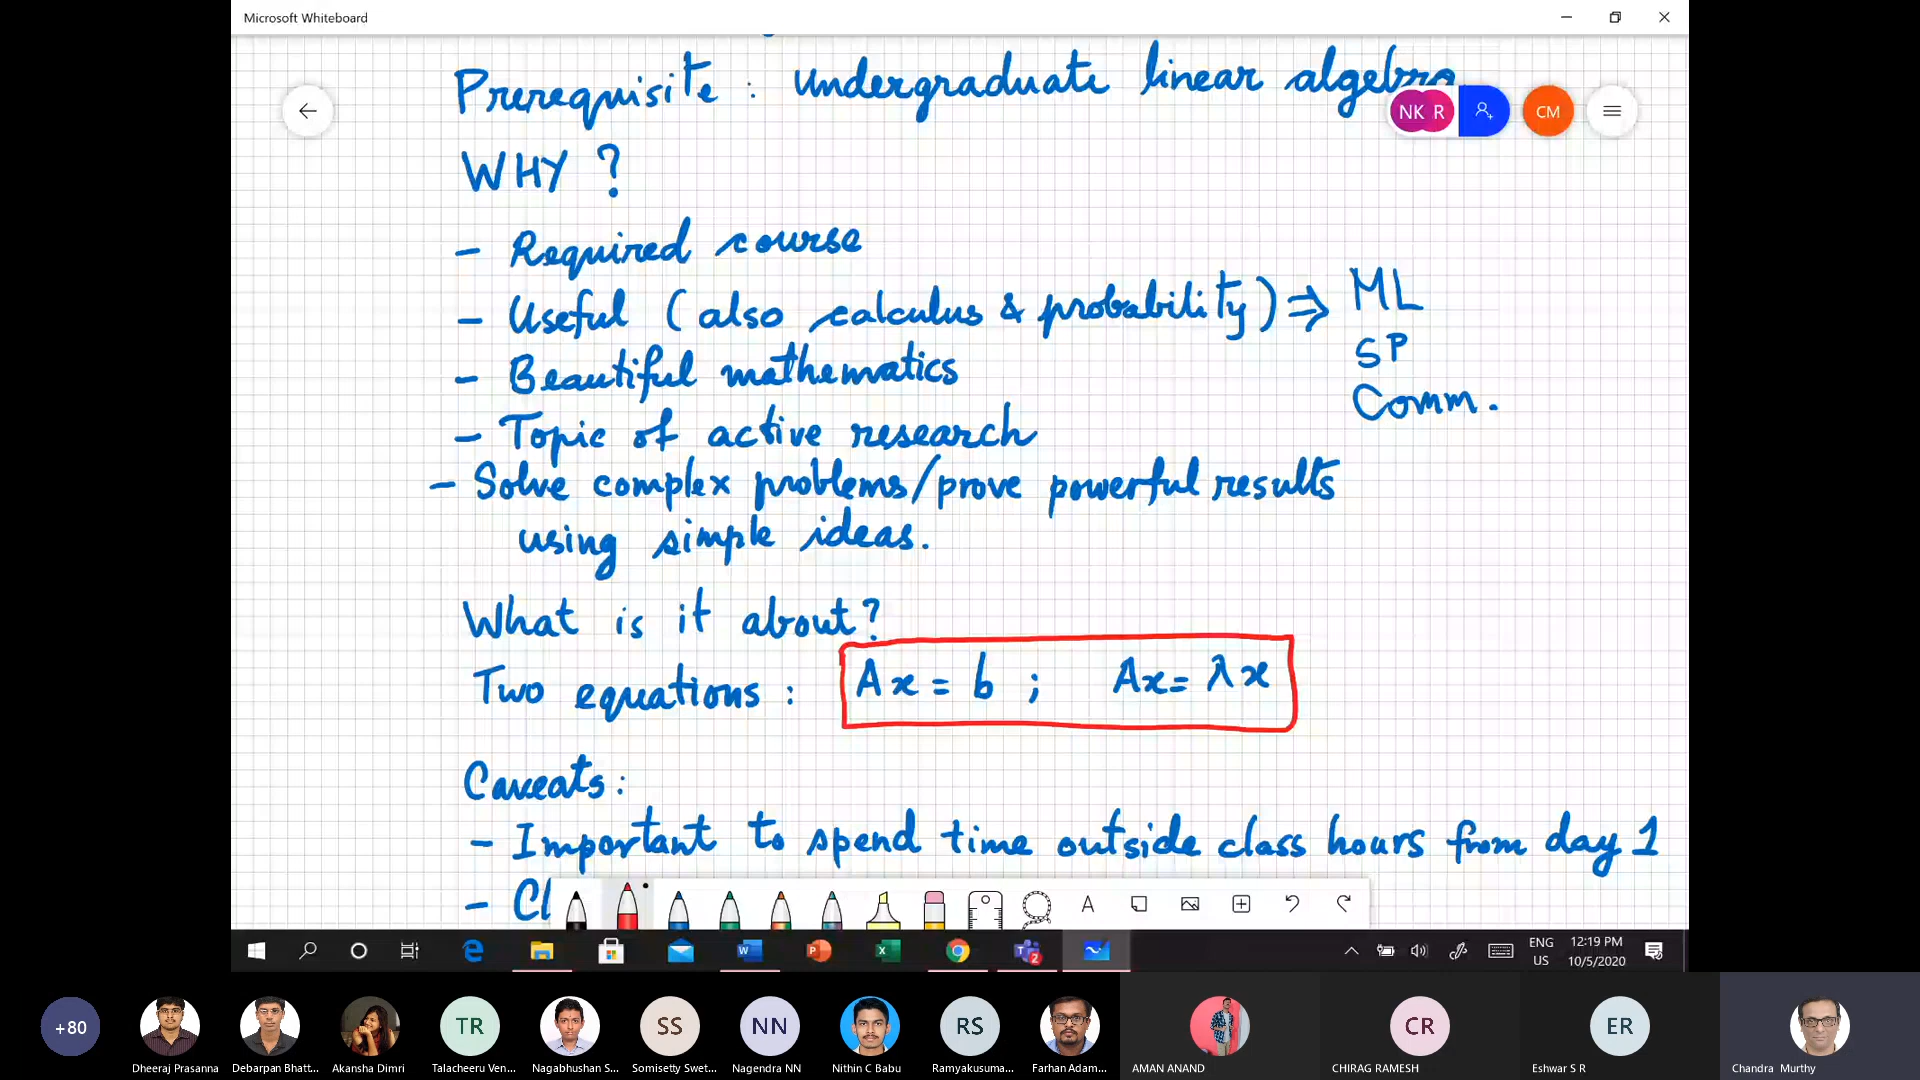 Microsoft Whiteboard
Prerequisite : Undergraduate linear algebra
NK R
CM
WHY ?
- Required course
- Useful (also calculus & probability) ⇒ ML
SP
Comm.
- Beautiful mathematics
- Topic of active research
- Solve complex problems/prove powerful results
using simple ideas.
What is it about?
Two equations : Ax = b ; Ax = λx
Caveats :
- Important to spend time outside class hours from day 1
- Cl
A
ENG
US
12:19 PM
10/5/2020
2
+80
TR
SS
NN
RS
CR
ER
Dheeraj Prasanna
Debarpan Bhatt...
Akansha Dimri
Talacheeru Ven...
Nagabhushan S...
Somisetty Swet...
Nagendra NN
Nithin C Babu
Ramyakusuma...
Farhan Adam...
AMAN ANAND
CHIRAG RAMESH
Eshwar S R
Chandra Murthy